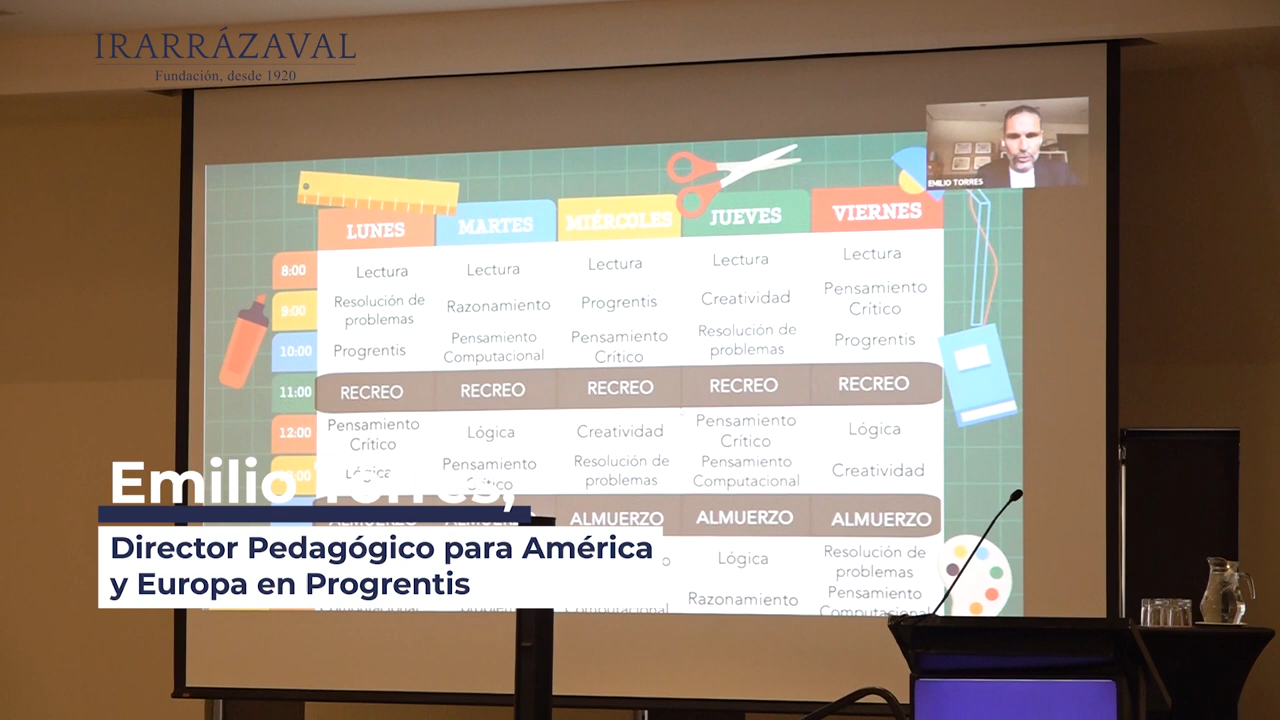 IRARRÁZAVAL
Fundación, desde 1920
EMILIO TORRES
LUNES MARTES MIÉRCOLES JUEVES VIERNES
8:00 Lectura Lectura Lectura Lectura Lectura
9:00 Resolución de problemas Razonamiento Progrentis Creatividad Pensamiento Crítico
10:00 Progrentis Pensamiento Computacional Pensamiento Crítico Resolución de problemas Progrentis
11:00 RECREO RECREO RECREO RECREO RECREO
12:00 Pensamiento Crítico Lógica Creatividad Pensamiento Crítico Lógica
Lógica Pensamiento Crítico Resolución de problemas Pensamiento Computacional Creatividad
ALMUERZO ALMUERZO ALMUERZO ALMUERZO ALMUERZO
Lógica Resolución de problemas
Razonamiento Pensamiento Computacional
Emilio Torres,
Director Pedagógico para América
y Europa en Progrentis